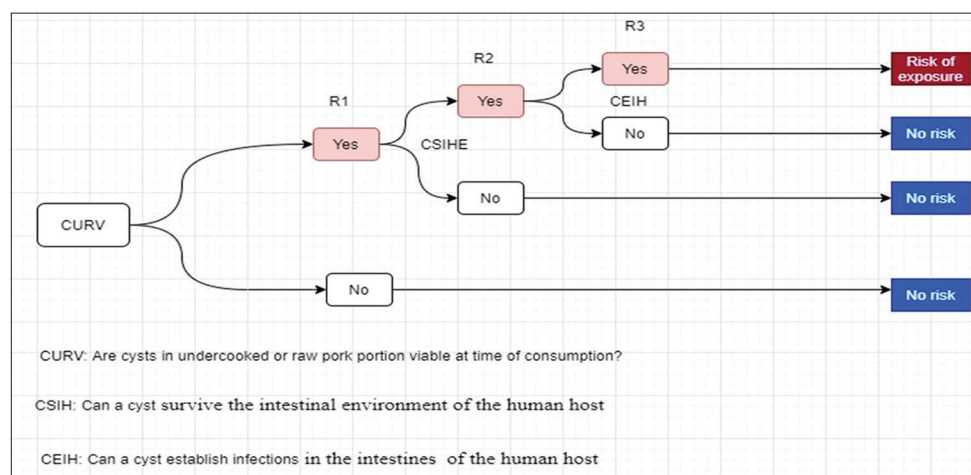 R3
Yes
Risk of
exposure
R2
Yes
CEIH
R1
No
No risk
Yes
CSIHE
No
No risk
CURV
No
No risk
CURV: Are cysts in undercooked or raw pork portion viable at time of consumption?
CSIH: Can a cyst survive the intestinal environment of the human host
CEIH: Can a cyst establish infections in the intestines of the human host